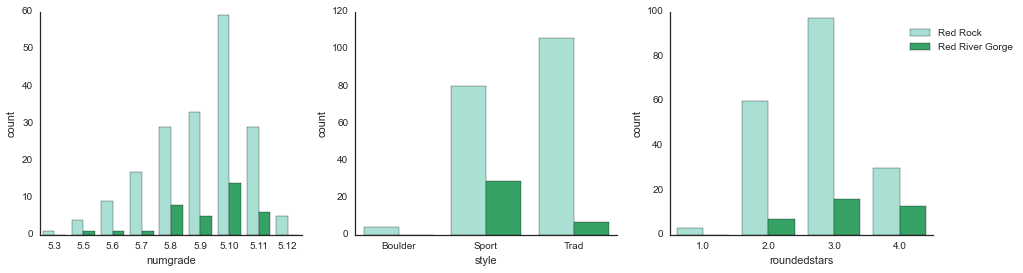 60
50
40
30
20
10
0
count
5.3 5.5 5.6 5.7 5.8 5.9 5.10 5.11 5.12
numgrade
120
100
80
60
40
20
0
count
Boulder Sport Trad
style
100
80
60
40
20
0
count
1.0 2.0 3.0 4.0
roundedstars
Red Rock
Red River Gorge